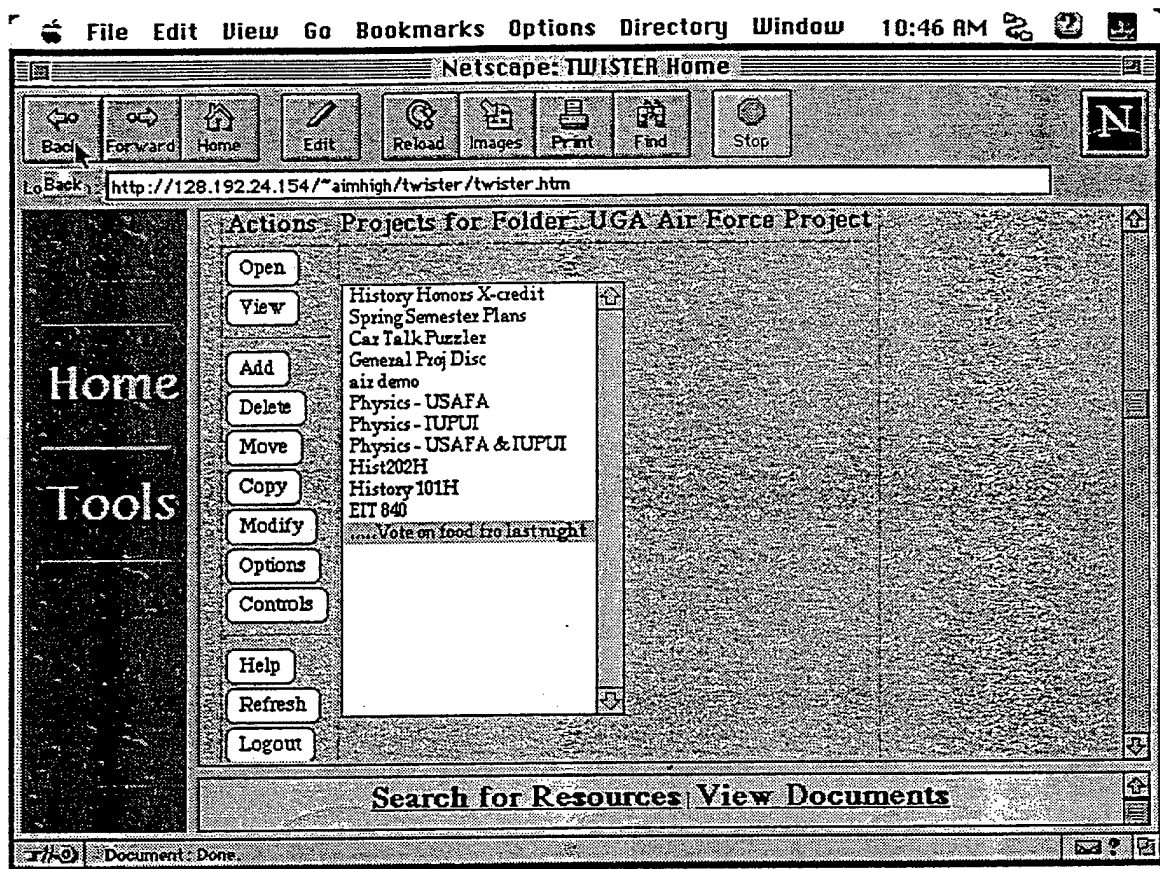 File Edit View Go Bookmarks Options Directory Window 10:46 AM
Netscape: TWISTER Home
Back Forward Home Edit Reload Images Print Find Stop N
Lo Back : http://128.192.24.154/~aimhigh/twister/twister.htm
Actions: Projects for Folder: UGA Air Force Project
Open
View
Add
Delete
Move
Copy
Modify
Options
Controls
Help
Refresh
Logout
History Honors X-credit
Spring Semester Plans
Car Talk Puzzler
General Proj Disc
air demo
Physics - USAFA
Physics - IUPUI
Physics - USAFA & IUPUI
Hist202H
History 101H
EIT 840
.....Vote on food fro last night
Home
Tools
Search for Resources | View Documents
Document : Done.